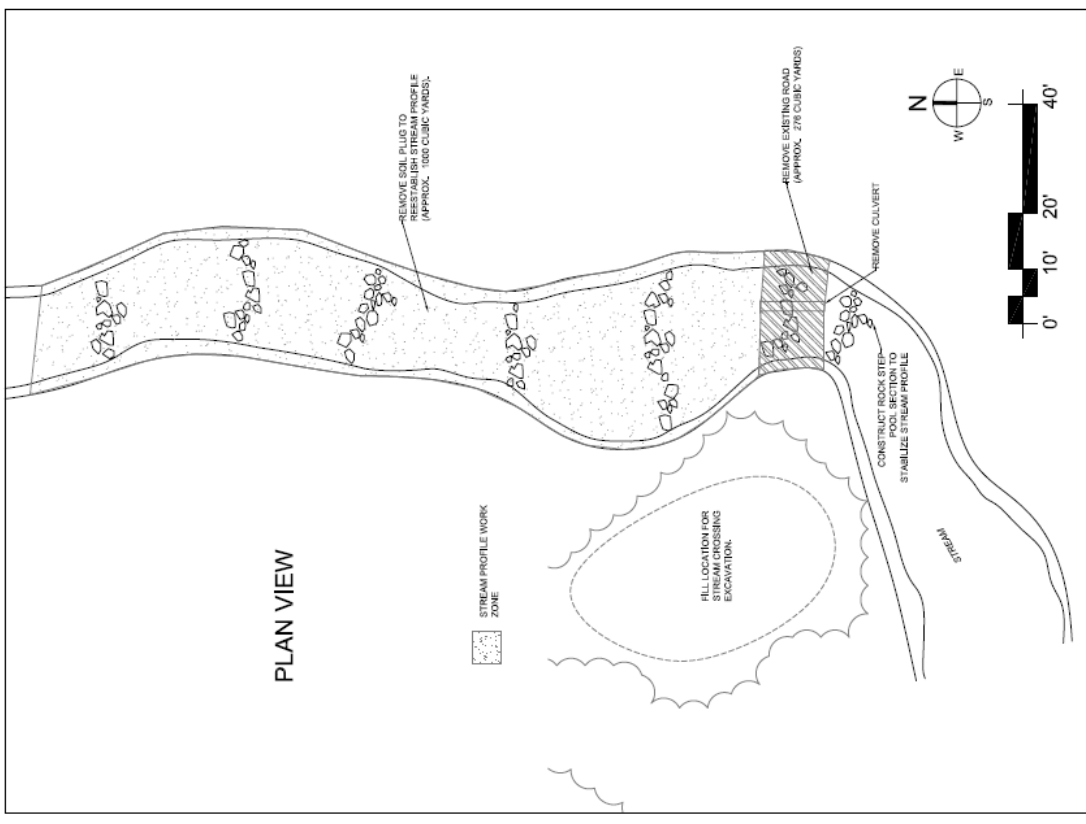 PLAN VIEW
STREAM PROFILE WORK
ZONE
REMOVE SOIL PLUG TO
REESTABLISH STREAM PROFILE
(APPROX. 1000 CUBIC YARDS).
REMOVE EXISTING ROAD
(APPROX. 276 CUBIC YARDS)
REMOVE CULVERT
CONSTRUCT ROCK STEP
POOL SECTION TO
STABILIZE STREAM PROFILE
FILL LOCATION FOR
STREAM CROSSING
EXCAVATION.
STREAM
N
W
E
S
0'
10'
20'
40'